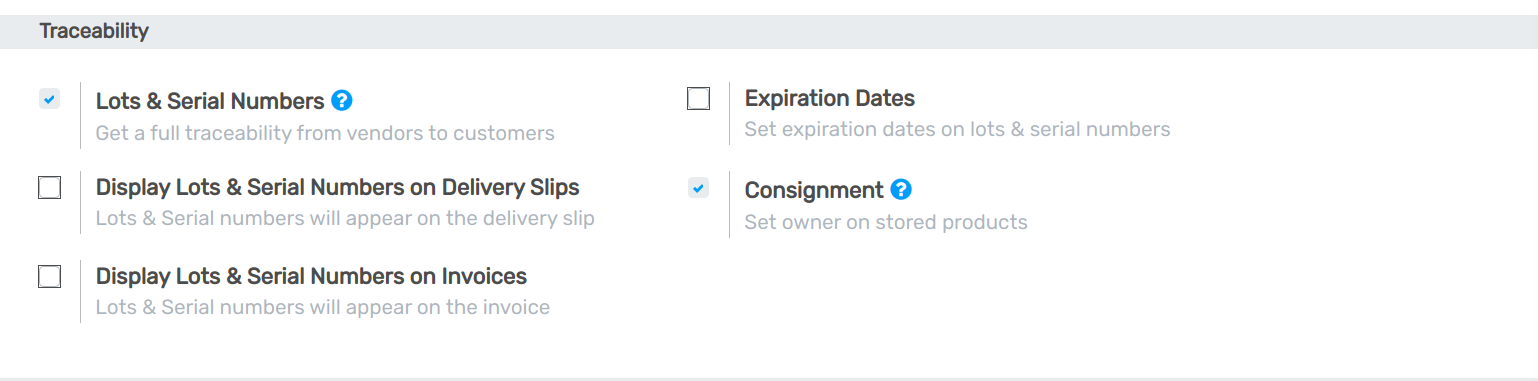 Traceability
Lots & Serial Numbers ?
Get a full traceability from vendors to customers
Expiration Dates
Set expiration dates on lots & serial numbers
Display Lots & Serial Numbers on Delivery Slips
Lots & Serial numbers will appear on the delivery slip
Consignment ?
Set owner on stored products
Display Lots & Serial Numbers on Invoices
Lots & Serial numbers will appear on the invoice